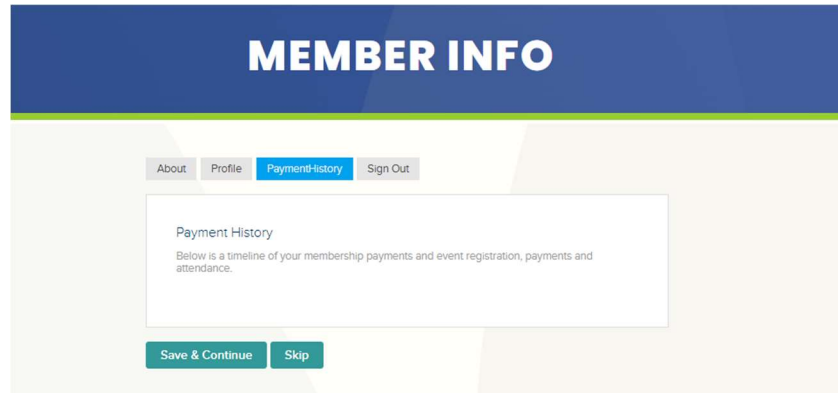 MEMBER INFO
About Profile PaymentHistory Sign Out
Payment History
Below is a timeline of your membership payments and event registration, payments and
attendance.
Save & Continue Skip